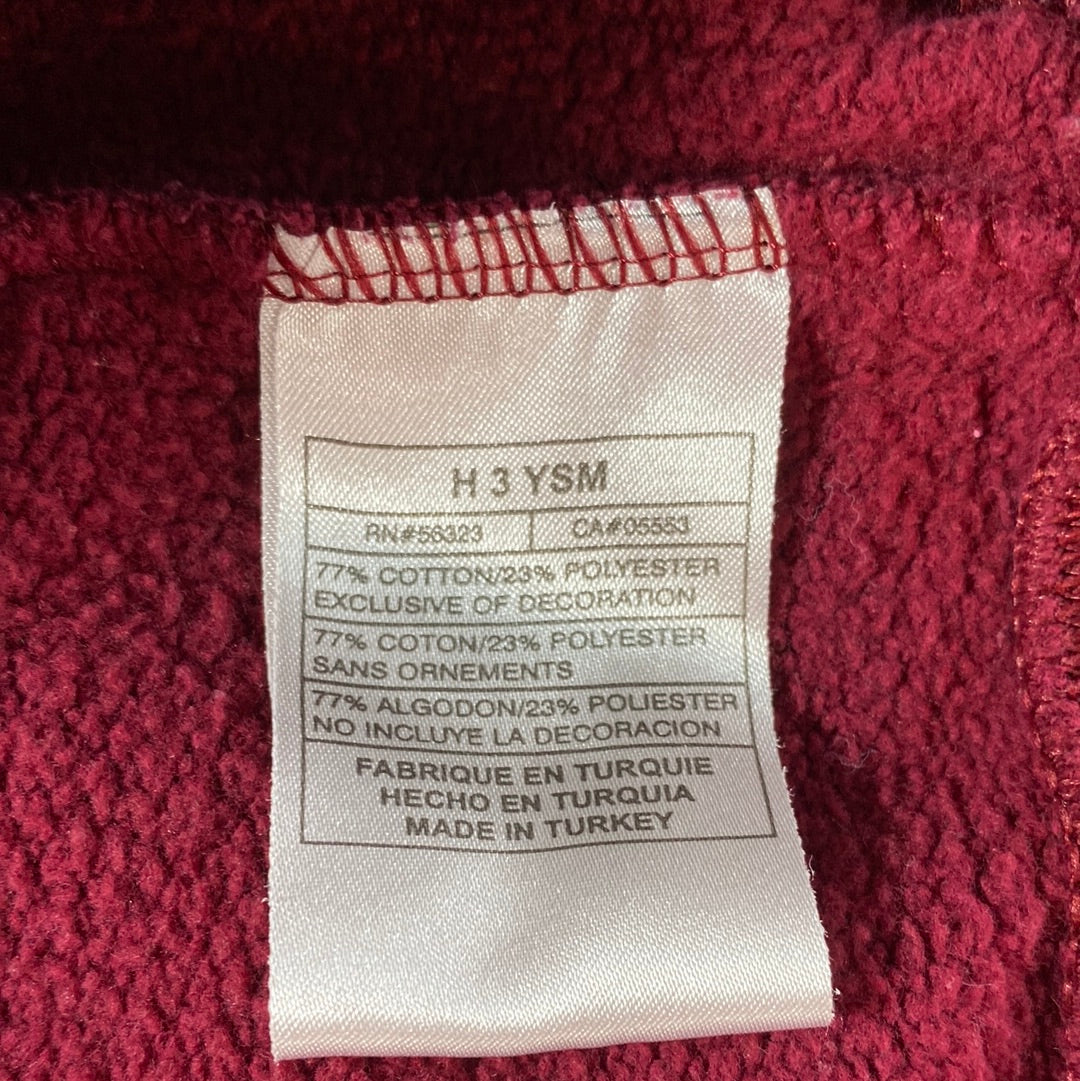 H 3 YSM
RN#56323 CA#05553
77% COTTON/23% POLYESTER
EXCLUSIVE OF DECORATION
77% COTON/23% POLYESTER
SANS ORNEMENTS
77% ALGODON/23% POLIESTER
NO INCLUYE LA DECORACION
FABRIQUE EN TURQUIE
HECHO EN TURQUIA
MADE IN TURKEY